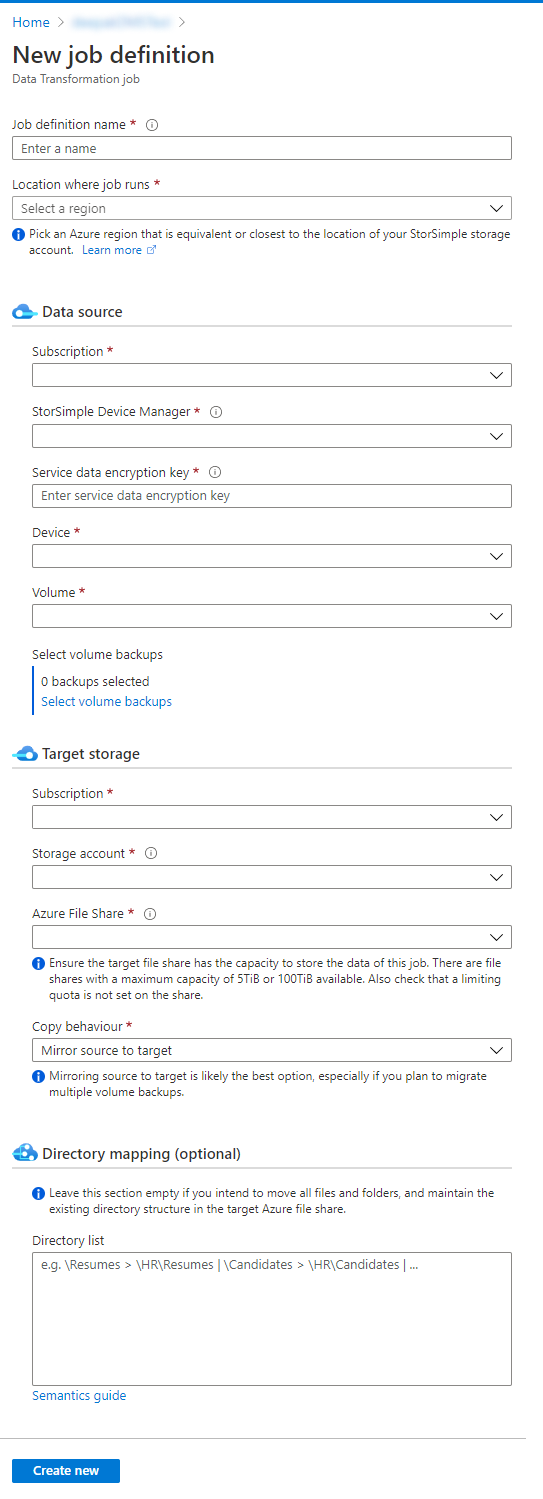 Home
New job definition
Data Transformation job
Job definition name *
Enter a name
Location where job runs *
Select a region
Pick an Azure region that is equivalent or closest to the location of your StorSimple storage
account. Learn more
Data source
Subscription *
StorSimple Device Manager *
Service data encryption key *
Enter service data encryption key
Device *
Volume *
Select volume backups
0 backups selected
Select volume backups
Target storage
Subscription *
Storage account *
Azure File Share *
Ensure the target file share has the capacity to store the data of this job. There are file
shares with a maximum capacity of 5TiB or 100TiB available. Also check that a limiting
quota is not set on the share.
Copy behaviour *
Mirror source to target
Mirroring source to target is likely the best option, especially if you plan to migrate
multiple volume backups.
Directory mapping (optional)
Leave this section empty if you intend to move all files and folders, and maintain the
existing directory structure in the target Azure file share.
Directory list
e.g. \Resumes > \HR\Resumes | \Candidates > \HR\Candidates | ...
Semantics guide
Create new